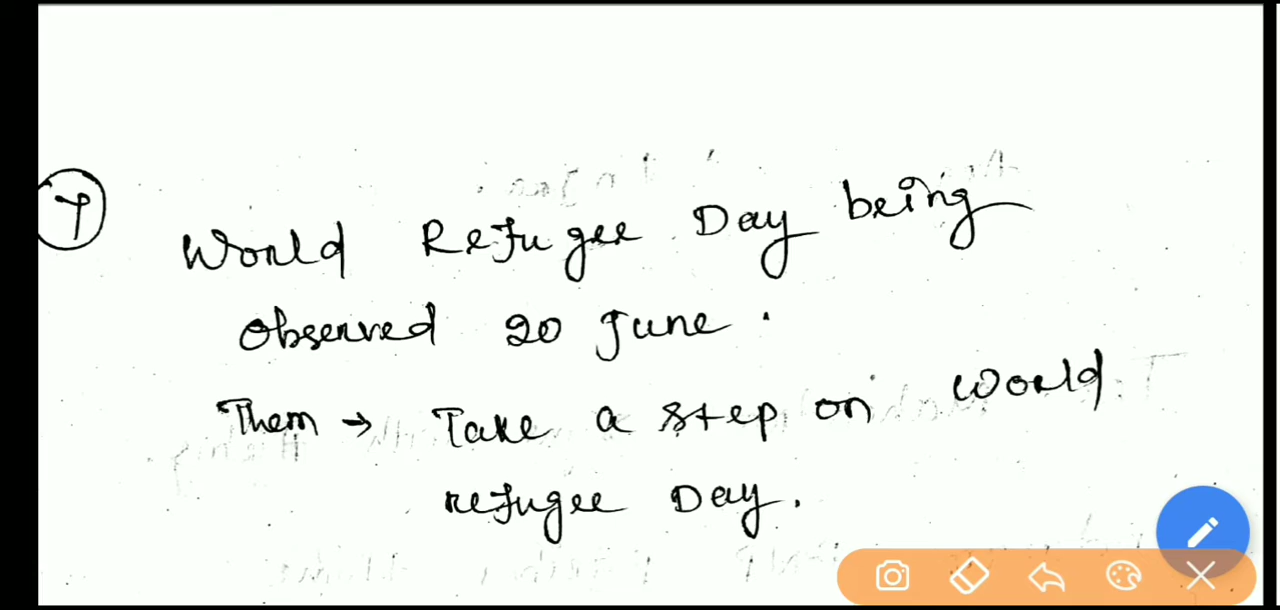 7
World Refugee Day being
observed 20 June.
Them → Take a step on World
refugee Day.